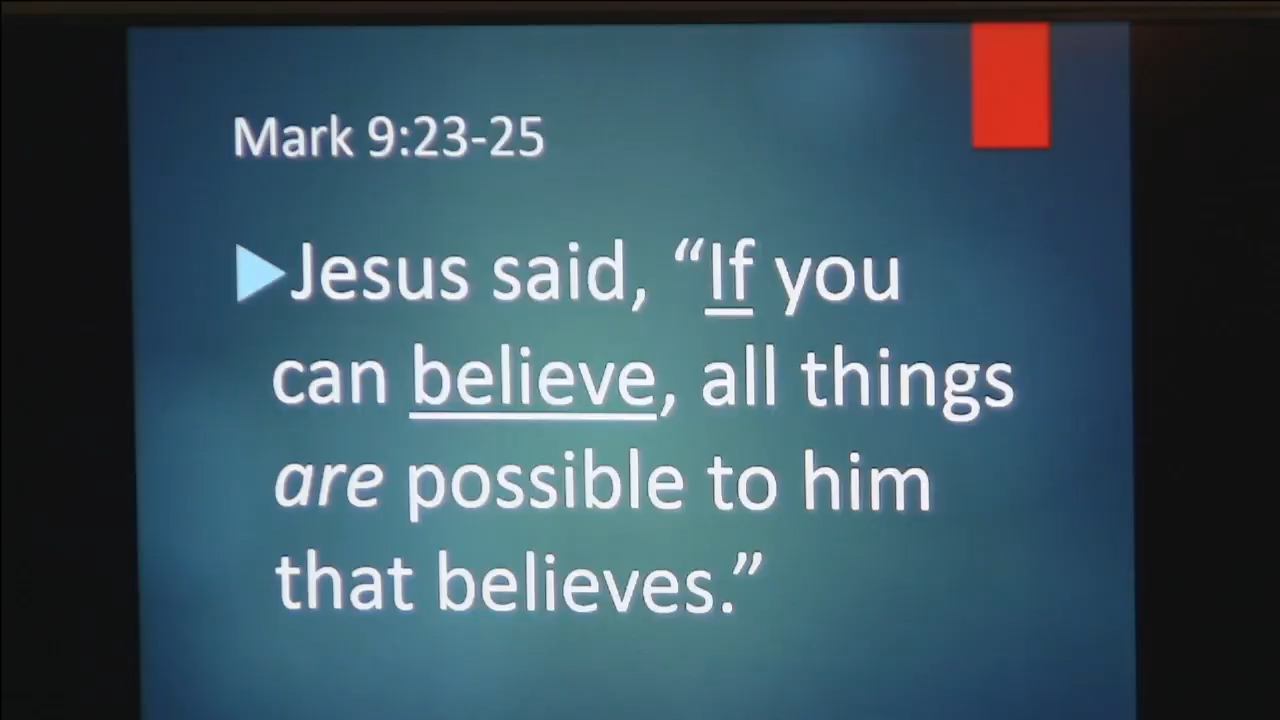 Mark 9:23-25
Jesus said, “If you
can believe, all things
are possible to him
that believes.”